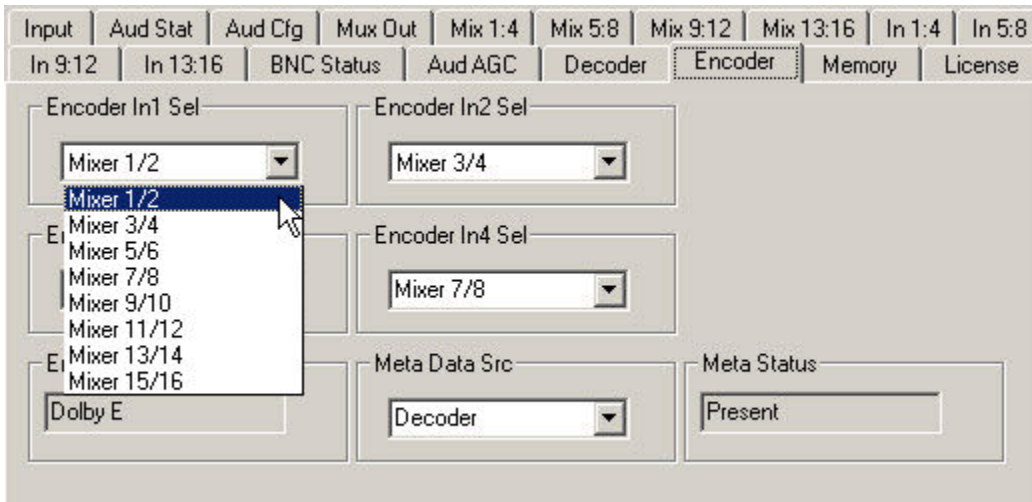 Input Aud Stat Aud Cfg Mux Out Mix 1:4 Mix 5:8 Mix 9:12 Mix 13:16 In 1:4 In 5:8
In 9:12 In 13:16 BNC Status Aud AGC Decoder Encoder Memory License
Encoder In1 Sel Encoder In2 Sel
Mixer 1/2 Mixer 3/4
Mixer 1/2
Mixer 3/4
Mixer 5/6
Mixer 7/8
Mixer 9/10
Mixer 11/12
Mixer 13/14
Mixer 15/16
Encoder In4 Sel
Mixer 7/8
Meta Data Src Meta Status
Dolby E Decoder Present